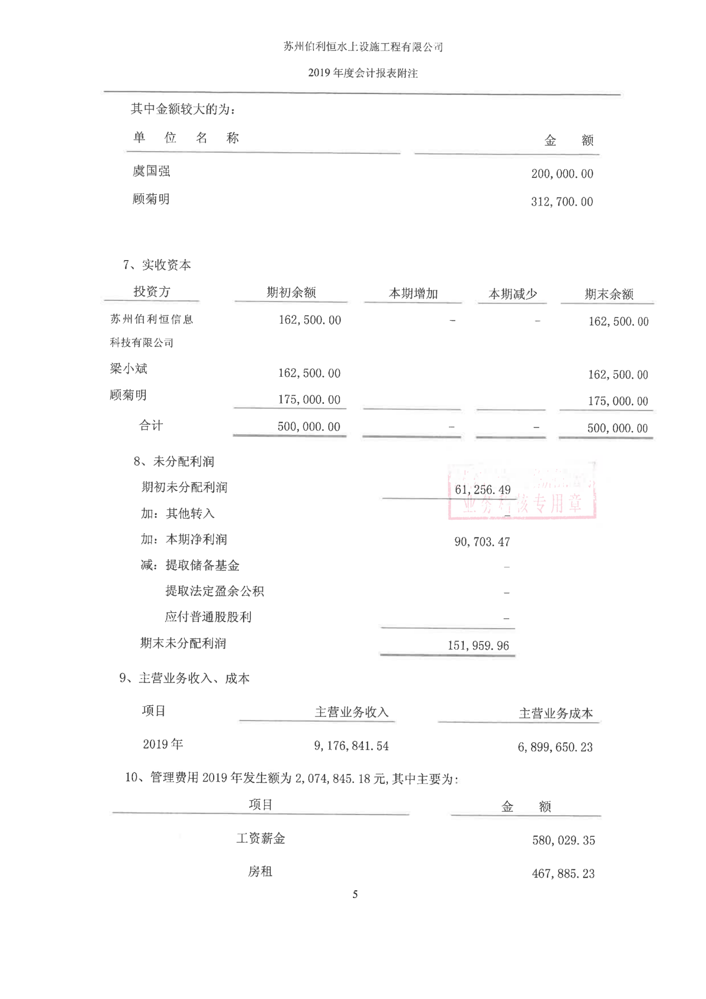 苏州伯利恒水上设施工程有限公司
2019 年度会计报表附注
其中金额较大的为：
单 位 名 称 金 额
虞国强 200,000.00
顾菊明 312,700.00
7、实收资本
投资方 期初余额 本期增加 本期减少 期末余额
苏州伯利恒信息 162,500.00 － － 162,500.00
科技有限公司
梁小斌 162,500.00 162,500.00
顾菊明 175,000.00 175,000.00
合计 500,000.00 － － 500,000.00
8、未分配利润
期初未分配利润 61,256.49
业务 核专用章
加：其他转入 －
加：本期净利润 90,703.47
减：提取储备基金 －
提取法定盈余公积 －
应付普通股股利 －
期末未分配利润 151,959.96
9、主营业务收入、成本
项目 主营业务收入 主营业务成本
2019 年 9,176,841.54 6,899,650.23
10、管理费用 2019 年发生额为 2,074,845.18 元,其中主要为：
项目 金 额
工资薪金 580,029.35
房租 467,885.23
5